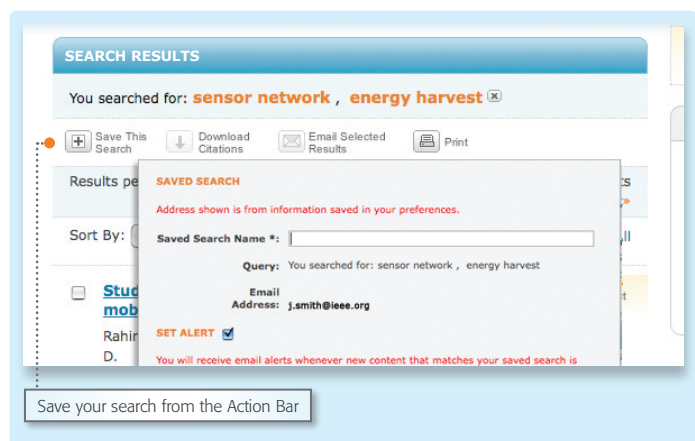 SEARCH RESULTS
You searched for: sensor network , energy harvest
Save This
Search
Download
Citations
Email Selected
Results
Print
Results pe
SAVED SEARCH
Address shown is from information saved in your preferences.
Sort By:
Saved Search Name *:
Query: You searched for: sensor network , energy harvest
Email
Address: j.smith@ieee.org
Stud
mob
Rahir
D.
SET ALERT
You will receive email alerts whenever new content that matches your saved search is
Save your search from the Action Bar